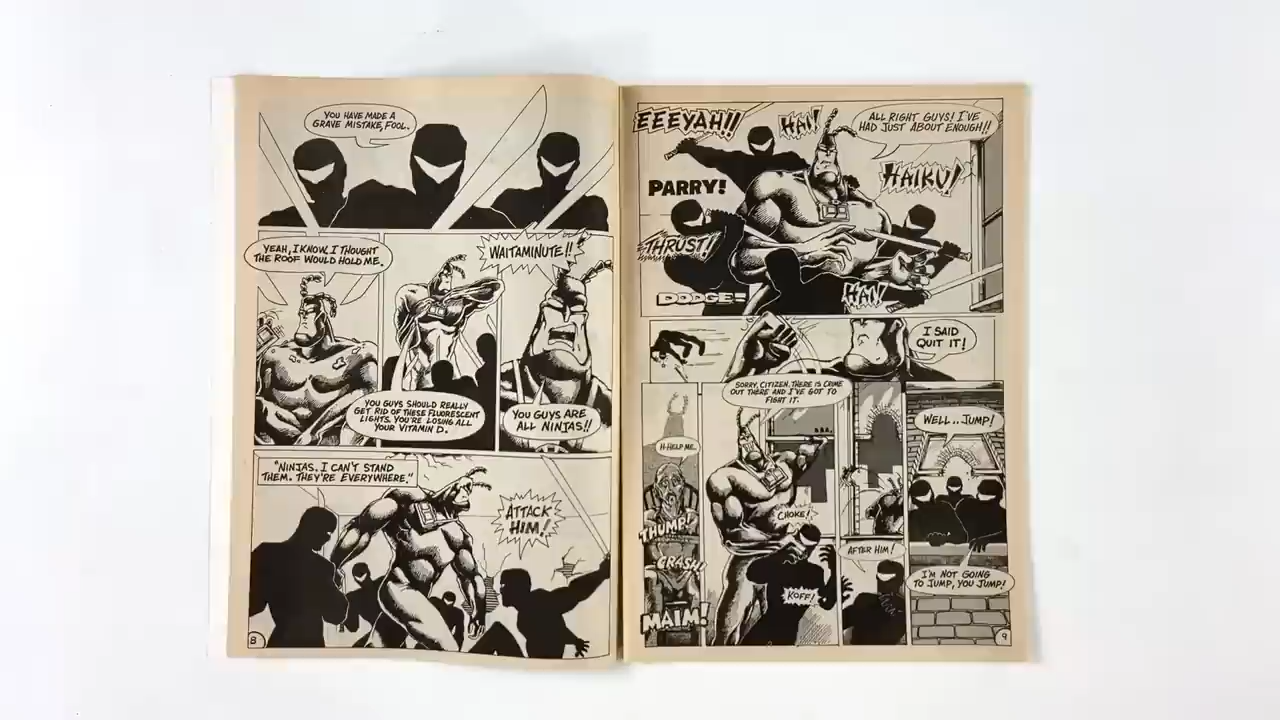 YOU HAVE MADE A
GRAVE MISTAKE, FOOL.
YEAH, I KNOW. I THOUGHT
THE ROOF WOULD HOLD ME.
YOU GUYS SHOULD REALLY
GET RID OF THESE FLUORESCENT
LIGHTS. YOU'RE LOSING ALL
YOUR VITAMIN D.
WAITAMINUTE!!
YOU GUYS ARE
ALL NINJAS!!
"NINJAS. I CAN'T STAND
THEM. THEY'RE EVERYWHERE."
ATTACK
HIM!
8
EEEYAH!!
HAI!
ALL RIGHT GUYS! I'VE
HAD JUST ABOUT ENOUGH!!
PARRY!
HAIKU!
THRUST!
DODGE!
HAI!
I SAID
QUIT IT!
H-HELP ME.
THUMP!
CRASH!
MAIM!
SORRY, CITIZEN. THERE IS CRIME
OUT THERE AND I'VE GOT TO
FIGHT IT.
CHOKE!
KOFF!
AFTER HIM!
WELL..JUMP!
I'M NOT GOING
TO JUMP, YOU JUMP!
9